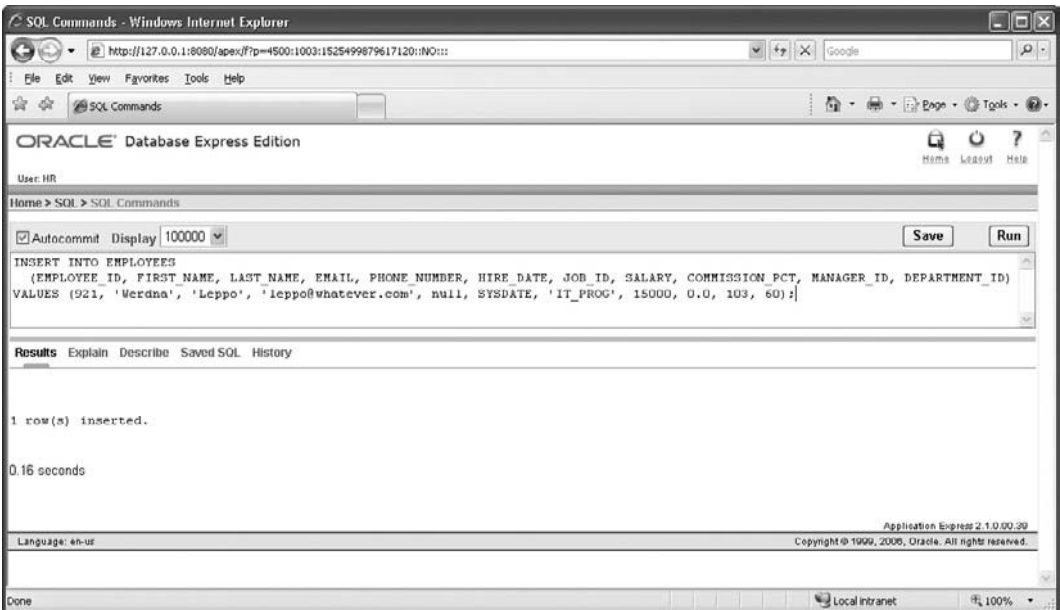 SQL Commands - Windows Internet Explorer
http://127.0.0.1:8080/apex/f?p=4500:1003:1525499879617120::NO:::
Google
File Edit View Favorites Tools Help
SQL Commands
Page Tools
ORACLE Database Express Edition
Home Logout Help
User: HR
Home > SQL > SQL Commands
Autocommit Display 100000 Save Run
INSERT INTO EMPLOYEES
(EMPLOYEE_ID, FIRST_NAME, LAST_NAME, EMAIL, PHONE_NUMBER, HIRE_DATE, JOB_ID, SALARY, COMMISSION_PCT, MANAGER_ID, DEPARTMENT_ID)
VALUES (921, 'Werdna', 'Leppo', 'leppo@whatever.com', null, SYSDATE, 'IT_PROG', 15000, 0.0, 103, 60);
Results Explain Describe Saved SQL History
1 row(s) inserted.
0.16 seconds
Application Express 2.1.0.00.39
Language: en-us Copyright © 1999, 2006, Oracle. All rights reserved.
Done Local intranet 100%